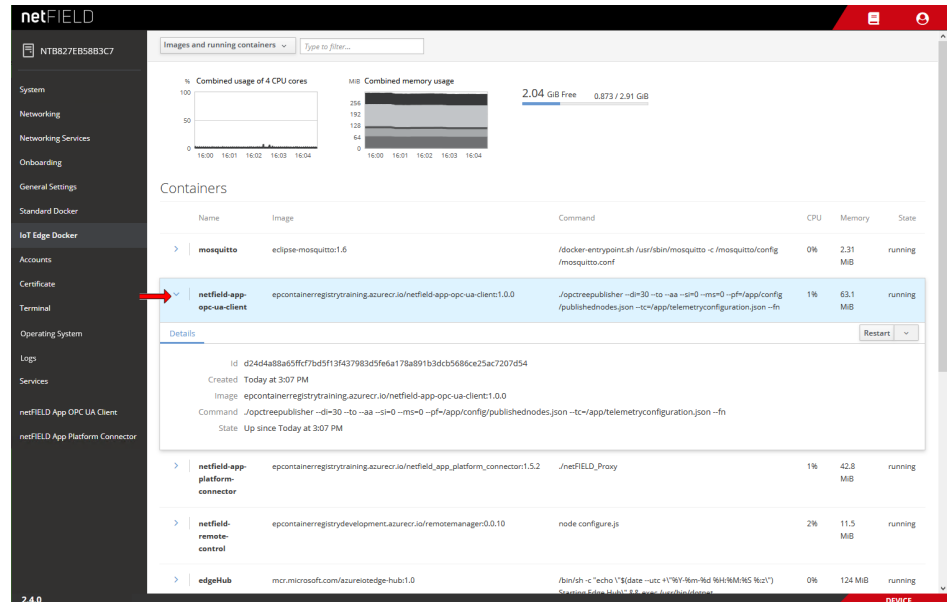 netFIELD
NTB827EB58B3C7
System
Networking
Networking Services
Onboarding
General Settings
Standard Docker
IoT Edge Docker
Accounts
Certificate
Terminal
Operating System
Logs
Services
netFIELD App OPC UA Client
netFIELD App Platform Connector
2.4.0
Images and running containers
Type to filter...
% Combined usage of 4 CPU cores
100
50
0
16:00 16:01 16:02 16:03 16:04
MiB Combined memory usage
256
192
128
64
0
16:00 16:01 16:02 16:03 16:04
2.04 GiB Free 0.873 / 2.91 GiB
Containers
Name Image Command CPU Memory State
mosquitto eclipse-mosquitto:1.6 /docker-entrypoint.sh /usr/sbin/mosquitto -c /mosquitto/config 0% 2.31 running
/mosquitto.conf MiB
netfield-app- epcontainerregistrytraining.azurecr.io/netfield-app-opc-ua-client:1.0.0 ./opctreepublisher --di=30 --to --aa --si=0 --ms=0 --pf=/app/config 1% 63.1 running
opc-ua-client /publishednodes.json --tc=/app/telemetryconfiguration.json --fn MiB
Details Restart
Id d24d4a88a65ffcf7bd5f13f437983d5fe6a178a891b3dcb5686ce25ac7207d54
Created Today at 3:07 PM
Image epcontainerregistrytraining.azurecr.io/netfield-app-opc-ua-client:1.0.0
Command ./opctreepublisher --di=30 --to --aa --si=0 --ms=0 --pf=/app/config/publishednodes.json --tc=/app/telemetryconfiguration.json --fn
State Up since Today at 3:07 PM
netfield-app- epcontainerregistrytraining.azurecr.io/netfield_app_platform_connector:1.5.2 ./netFIELD_Proxy 1% 42.8 running
platform- MiB
connector
netfield- epcontainerregistrydevelopment.azurecr.io/remotemanager:0.0.10 node configure.js 2% 11.5 running
remote- MiB
control
edgeHub mcr.microsoft.com/azureiotedge-hub:1.0 /bin/sh -c "echo \"$(date --utc +\"%Y-%m-%d %H:%M:%S %:z\") 0% 124 MiB running
Starting Edge Hub\" && exec /usr/bin/dotnet
DEVICE